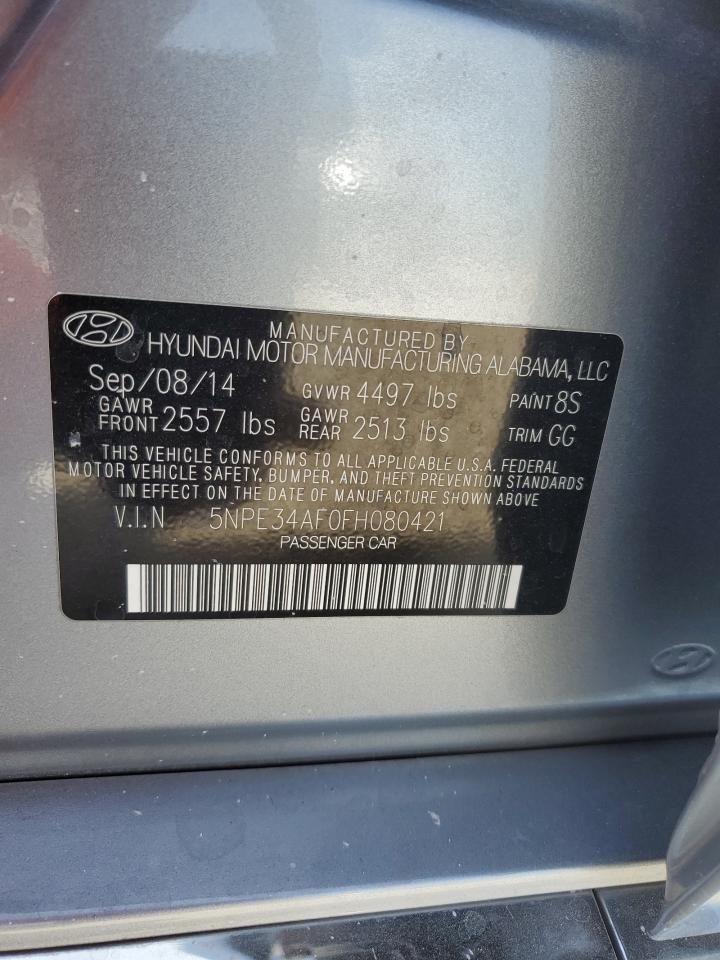 MANUFACTURED BY
HYUNDAI MOTOR MANUFACTURING ALABAMA, LLC
Sep/08/14 GVWR 4497 lbs PAINT 8S
GAWR FRONT 2557 lbs GAWR REAR 2513 lbs TRIM GG
THIS VEHICLE CONFORMS TO ALL APPLICABLE U.S.A. FEDERAL
MOTOR VEHICLE SAFETY, BUMPER, AND THEFT PREVENTION STANDARDS
IN EFFECT ON THE DATE OF MANUFACTURE SHOWN ABOVE
V.I.N 5NPE34AF0FH080421
PASSENGER CAR